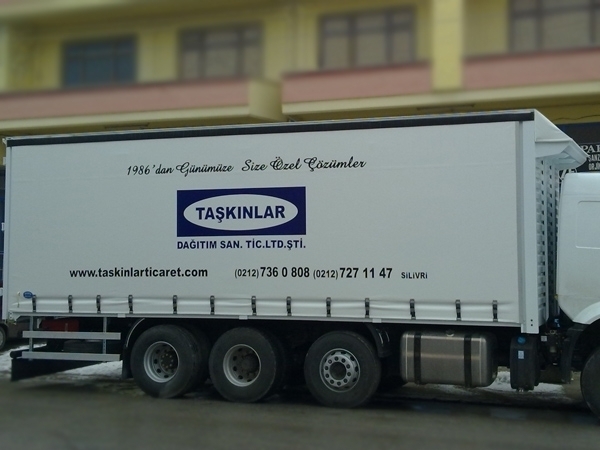 1986'dan Günümüze Size Özel Çözümler
TAŞKINLAR
DAĞITIM SAN. TİC.LTD.ŞTİ.
www.taskinlarticaret.com (0212)736 0 808 (0212)727 11 47 SİLİVRİ